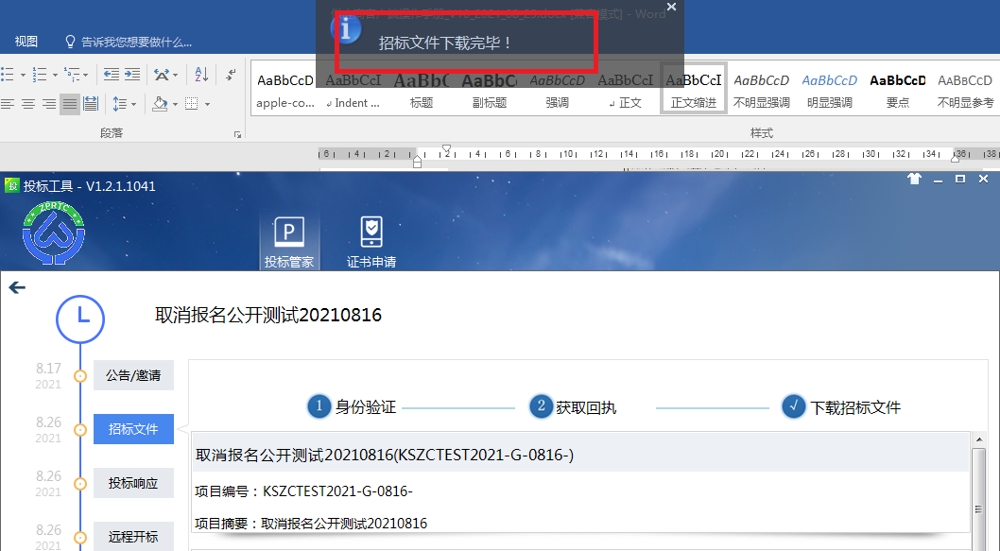 视图
告诉我您想要做什么...
招标文件下载完毕！
AaBbCcD AaBbCcI AaBbC AaBbC AaBbCcD AaBbCcI AaBbCcI AaBbCcD AaBbCcD AaBbCcD AaBbCcD
apple-co... Indent ... 标题 副标题 强调 正文 正文缩进 不明显强调 明显强调 要点 不明显参考
段落 样式
6 4 2 2 4 6 8 10 12 14 16 18 20 22 24 26 28 30 32 34 36 38
投标工具 - V1.2.1.1041
ZPRTC
P
投标管家 证书申请
取消报名公开测试20210816
8.17
2021
公告/邀请
1 身份验证 2 获取回执 √ 下载招标文件
8.26
2021
招标文件
取消报名公开测试20210816(KSZCTEST2021-G-0816-)
8.26
2021
投标响应
项目编号：KSZCTEST2021-G-0816-
项目摘要：取消报名公开测试20210816
8.26
2021
远程开标